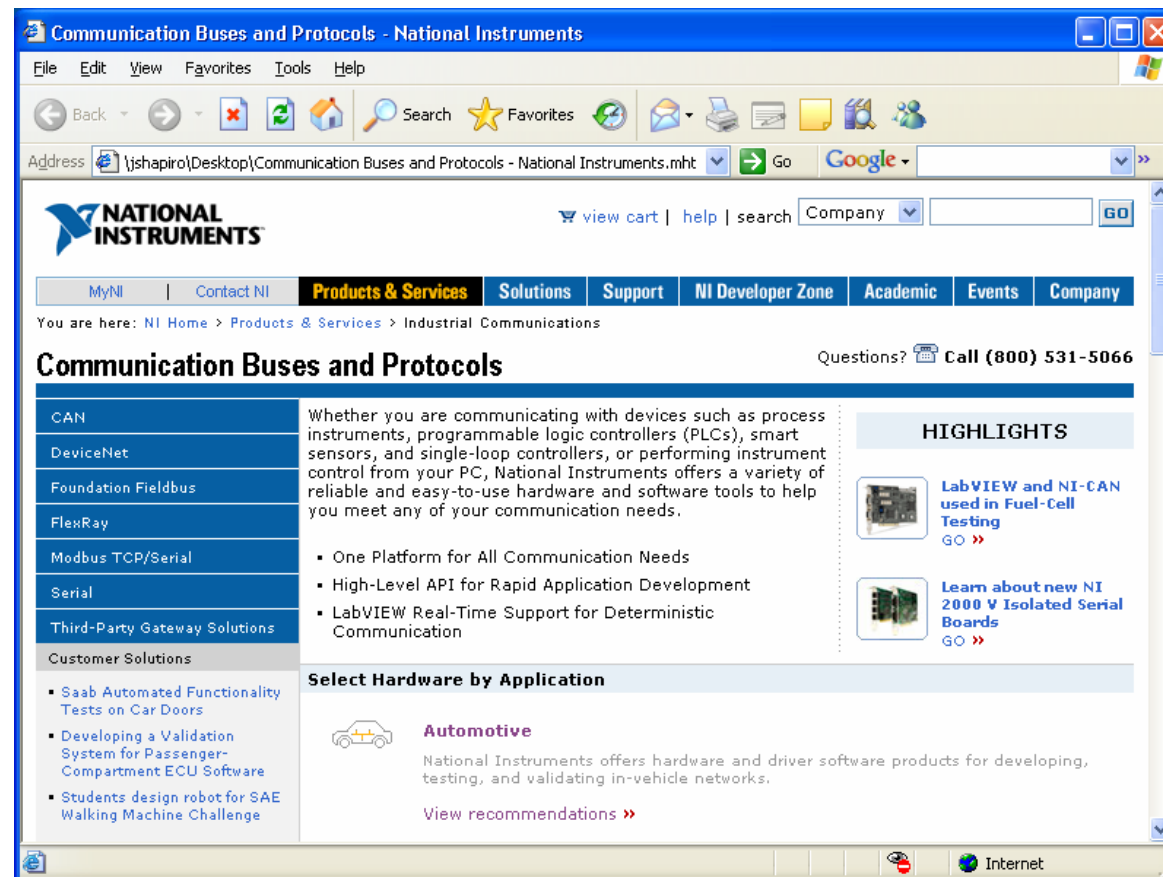 Communication Buses and Protocols - National Instruments
File Edit View Favorites Tools Help
Back Search Favorites
Address \jshapiro\Desktop\Communication Buses and Protocols - National Instruments.mht Go Google
NATIONAL
INSTRUMENTS
view cart | help | search Company GO
MyNI | Contact NI Products & Services Solutions Support NI Developer Zone Academic Events Company
You are here: NI Home > Products & Services > Industrial Communications
Communication Buses and Protocols
Questions? Call (800) 531-5066
CAN
DeviceNet
Foundation Fieldbus
FlexRay
Modbus TCP/Serial
Serial
Third-Party Gateway Solutions
Customer Solutions
▪ Saab Automated Functionality
Tests on Car Doors
▪ Developing a Validation
System for Passenger-
Compartment ECU Software
▪ Students design robot for SAE
Walking Machine Challenge
Whether you are communicating with devices such as process
instruments, programmable logic controllers (PLCs), smart
sensors, and single-loop controllers, or performing instrument
control from your PC, National Instruments offers a variety of
reliable and easy-to-use hardware and software tools to help
you meet any of your communication needs.
▪ One Platform for All Communication Needs
▪ High-Level API for Rapid Application Development
▪ LabVIEW Real-Time Support for Deterministic
Communication
HIGHLIGHTS
LabVIEW and NI-CAN
used in Fuel-Cell
Testing
GO »
Learn about new NI
2000 V Isolated Serial
Boards
GO »
Select Hardware by Application
Automotive
National Instruments offers hardware and driver software products for developing,
testing, and validating in-vehicle networks.
View recommendations »
Internet